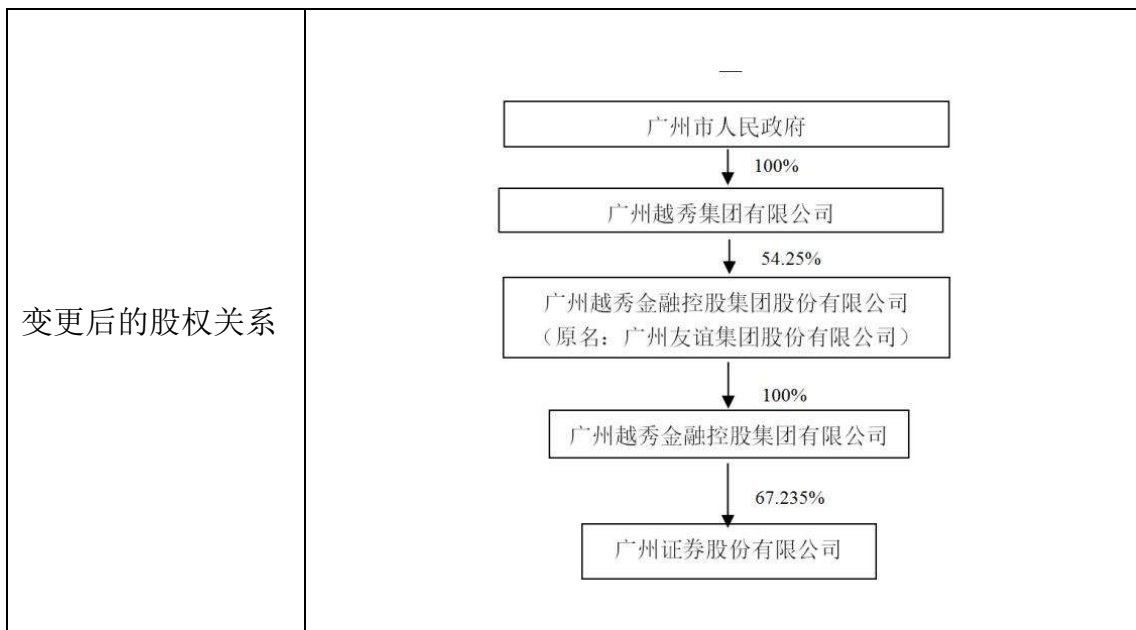 变更后的股权关系
—
广州市人民政府
100%
广州越秀集团有限公司
54.25%
广州越秀金融控股集团股份有限公司
（原名：广州友谊集团股份有限公司）
100%
广州越秀金融控股集团有限公司
67.235%
广州证券股份有限公司